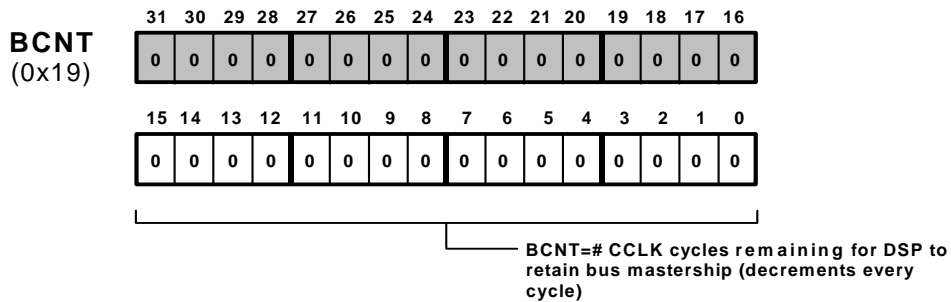 31 30 29 28 27 26 25 24 23 22 21 20 19 18 17 16
BCNT
(0x19)
0 0 0 0 0 0 0 0 0 0 0 0 0 0 0 0
15 14 13 12 11 10 9 8 7 6 5 4 3 2 1 0
0 0 0 0 0 0 0 0 0 0 0 0 0 0 0 0
BCNT=# CCLK cycles remaining for DSP to
retain bus mastership (decrements every
cycle)